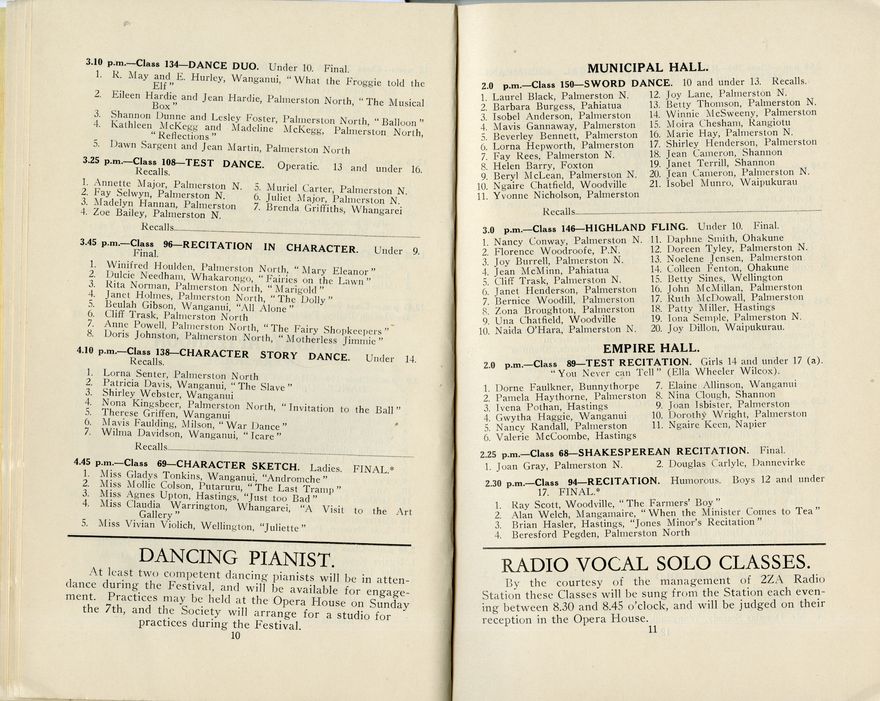 3.10 p.m.—Class 134—DANCE DUO. Under 10. Final.
1. R. May and E. Hurley, Wanganui, “What the Froggie told the
Elf”
2. Eileen Hardie and Jean Hardie, Palmerston North, “The Musical
Box”
3. Shannon Dunne and Lesley Foster, Palmerston North, “Balloon”
4. Kathleen McKegg and Madeline McKegg, Palmerston North,
“Reflections”
5. Dawn Sargent and Jean Martin, Palmerston North
3.25 p.m.—Class 108—TEST DANCE. Operatic. 13 and under 16.
Recalls.
1. Annette Major, Palmerston N.
2. Fay Selwyn, Palmerston N.
3. Madelyn Hannan, Palmerston
4. Zoe Bailey, Palmerston N.
5. Muriel Carter, Palmerston N.
6. Juliet Major, Palmerston N.
7. Brenda Griffiths, Whangarei
Recalls
3.45 p.m.—Class 96—RECITATION IN CHARACTER. Under 9.
Final.
1. Winifred Houlden, Palmerston North, “Mary Eleanor”
2. Dulcie Needham, Whakarongo, “Fairies on the Lawn”
3. Rita Norman, Palmerston North, “Marigold”
4. Janet Holmes, Palmerston North, “The Dolly”
5. Beulah Gibson, Wanganui, “All Alone”
6. Cliff Trask, Palmerston North
7. Anne Powell, Palmerston North, “The Fairy Shopkeepers”
8. Doris Johnston, Palmerston North, “Motherless Jimmie”
4.10 p.m.—Class 138—CHARACTER STORY DANCE. Under 14.
Recalls.
1. Lorna Senter, Palmerston North
2. Patricia Davis, Wanganui, “The Slave”
3. Shirley Webster, Wanganui
4. Nona Kingsbeer, Palmerston North, “Invitation to the Ball”
5. Therese Griffen, Wanganui
6. Mavis Faulding, Milson, “War Dance”
7. Wilma Davidson, Wanganui, “Icare”
Recalls
4.45 p.m.—Class 69—CHARACTER SKETCH. Ladies. FINAL.*
1. Miss Gladys Tonkins, Wanganui, “Andromche”
2. Miss Mollie Colson, Putaruru, “The Last Tramp”
3. Miss Agnes Upton, Hastings, “Just too Bad”
4. Miss Claudia Warrington, Whangarei, “A Visit to the Art
Gallery”
5. Miss Vivian Violich, Wellington, “Juliette”
DANCING PIANIST.
At least two competent dancing pianists will be in atten-
dance during the Festival, and will be available for engage-
ment. Practices may be held at the Opera House on Sunday
the 7th, and the Society will arrange for a studio for
practices during the Festival.
10
MUNICIPAL HALL.
2.0 p.m.—Class 150—SWORD DANCE. 10 and under 13. Recalls.
1. Laurel Black, Palmerston N.
2. Barbara Burgess, Pahiatua
3. Isobel Anderson, Palmerston
4. Mavis Gannaway, Palmerston
5. Beverley Bennett, Palmerston
6. Lorna Hepworth, Palmerston
7. Fay Rees, Palmerston N.
8. Helen Barry, Foxton
9. Beryl McLean, Palmerston N.
10. Ngaire Chatfield, Woodville
11. Yvonne Nicholson, Palmerston
12. Joy Lane, Palmerston N.
13. Betty Thomson, Palmerston N.
14. Winnie McSweeny, Palmerston
15. Moira Chesham, Rangiotu
16. Marie Hay, Palmerston N.
17. Shirley Henderson, Palmerston
18. Jean Cameron, Shannon
19. Janet Terrill, Shannon
20. Jean Cameron, Palmerston N.
21. Isobel Munro, Waipukurau
Recalls
3.0 p.m.—Class 146—HIGHLAND FLING. Under 10. Final.
1. Nancy Conway, Palmerston N.
2. Florence Woodroofe, P.N.
3. Joy Burrell, Palmerston N.
4. Jean McMinn, Pahiatua
5. Cliff Trask, Palmerston N.
6. Janet Henderson, Palmerston
7. Bernice Woodill, Palmerston
8. Zona Broughton, Palmerston
9. Una Chatfield, Woodville
10. Naida O'Hara, Palmerston N.
11. Daphne Smith, Ohakune
12. Doreen Tyley, Palmerston N.
13. Noelene Jensen, Palmerston
14. Colleen Fenton, Ohakune
15. Betty Sines, Wellington
16. John McMillan, Palmerston
17. Ruth McDowall, Palmerston
18. Patty Miller, Hastings
19. Iona Semple, Palmerston N.
20. Joy Dillon, Waipukurau.
EMPIRE HALL.
2.0 p.m.—Class 89—TEST RECITATION. Girls 14 and under 17 (a).
“You Never can Tell” (Ella Wheeler Wilcox).
1. Dorne Faulkner, Bunnythorpe
2. Pamela Haythorne, Palmerston
3. Ivena Pothan, Hastings
4. Gwytha Haggie, Wanganui
5. Nancy Randall, Palmerston
6. Valerie McCoombe, Hastings
7. Elaine Allinson, Wanganui
8. Nina Clough, Shannon
9. Joan Isbister, Palmerston
10. Dorothy Wright, Palmerston
11. Ngaire Keen, Napier
2.25 p.m.—Class 68—SHAKESPEREAN RECITATION. Final.
1. Joan Gray, Palmerston N. 2. Douglas Carlyle, Dannevirke
2.30 p.m.—Class 94—RECITATION. Humorous. Boys 12 and under
17. FINAL.*
1. Ray Scott, Woodville, “The Farmers' Boy”
2. Alan Welch, Mangamaire, “When the Minister Comes to Tea”
3. Brian Hasler, Hastings, “Jones Minor's Recitation”
4. Beresford Pegden, Palmerston North
RADIO VOCAL SOLO CLASSES.
By the courtesy of the management of 2ZA Radio
Station these Classes will be sung from the Station each even-
ing between 8.30 and 8.45 o'clock, and will be judged on their
reception in the Opera House.
11